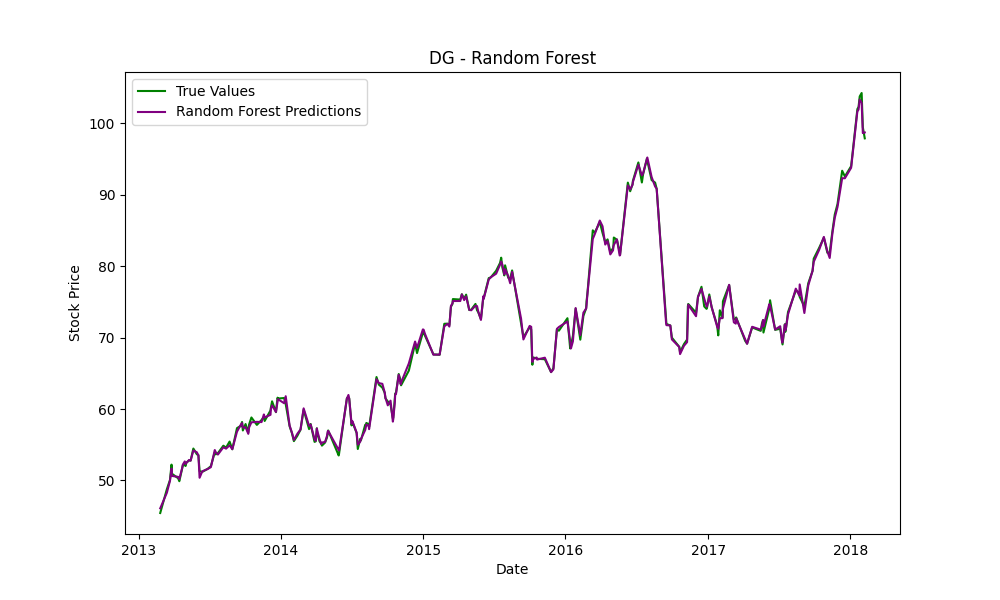 DG - Random Forest
True Values
Random Forest Predictions
100
90
80
70
60
50
Stock Price
2013 2014 2015 2016 2017 2018
Date